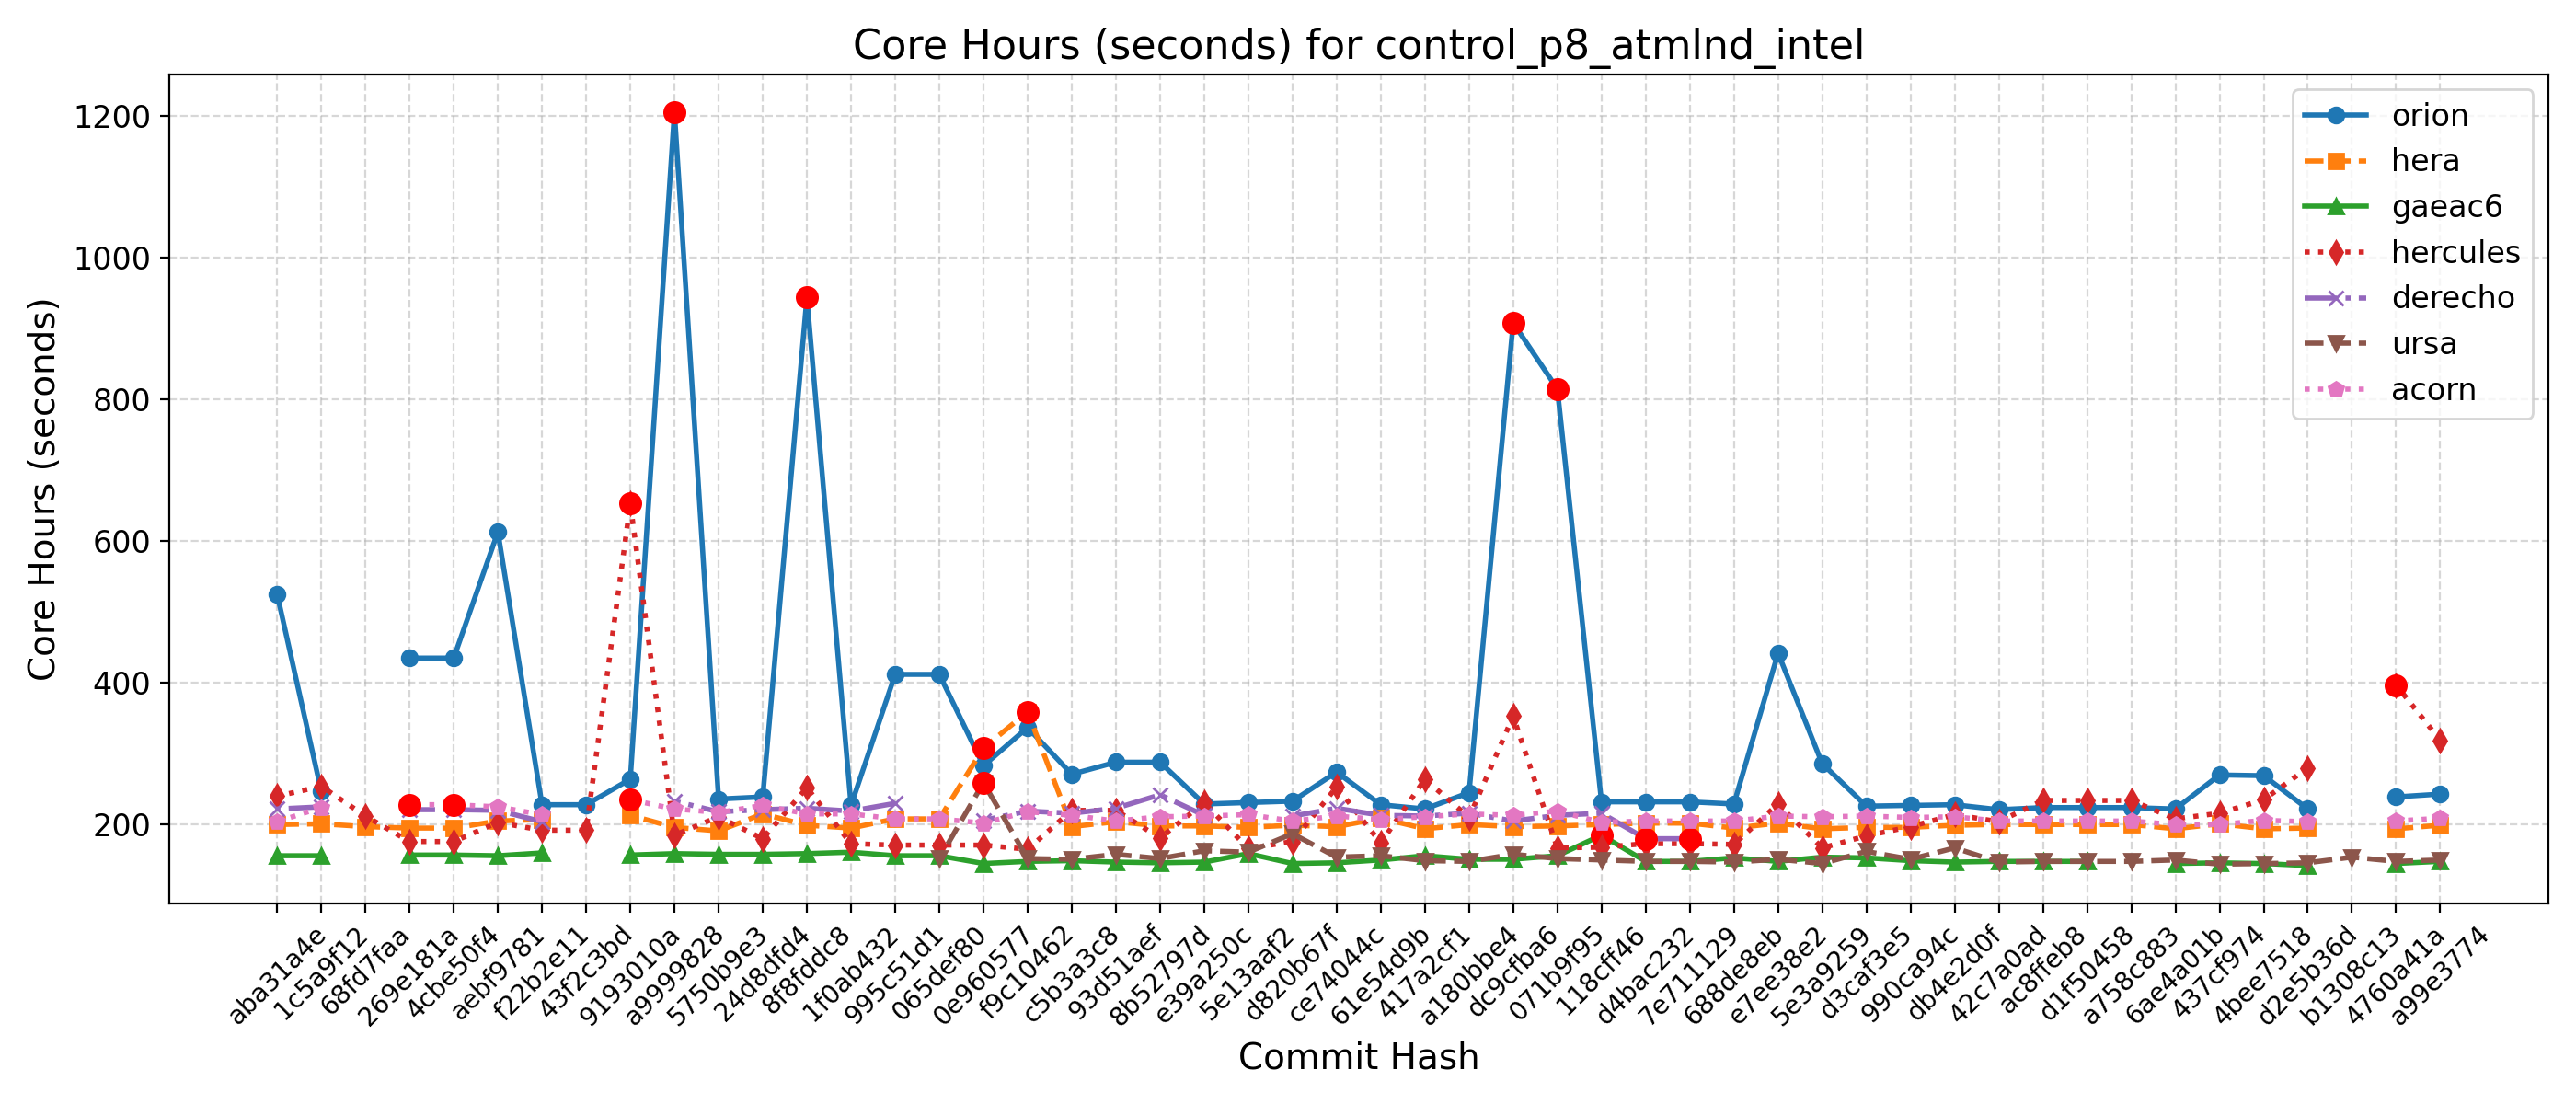 Core Hours (seconds) for control_p8_atmlnd_intel
Core Hours (seconds)
1200
1000
800
600
400
200
orion
hera
gaeac6
hercules
derecho
ursa
acorn
aba31a4e
1c5a9f12
68fd7faa
269e181a
4cbe50f4
aebf9781
f22b2e11
43f2c3bd
9193010a
a9999828
5750b9e3
24d8dfd4
8f8fddc8
1f0ab432
995c51d1
065def80
0e960577
f9c10462
c5b3a3c8
93d51aef
8b52797d
e39a250c
5e13aaf2
d820b67f
ce74044c
61e54d9b
417a2cf1
a180bbe4
dc9cfba6
071b9f95
118cff46
d4bac232
7e711129
688de8eb
e7ee38e2
5e3a9259
d3caf3e5
990ca94c
db4e2d0f
42c7a0ad
ac8ffeb8
d1f50458
a758c883
6ae4a01b
437cf974
4bee7518
d2e5b36d
b1308c13
4760a41a
a99e3774
Commit Hash